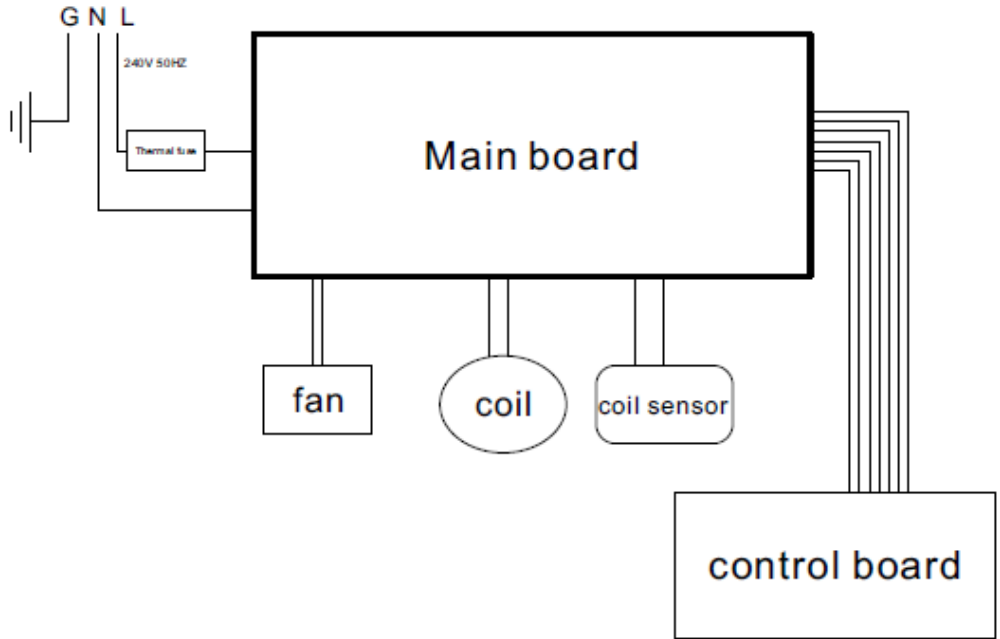 G N L
240V 50HZ
Thermal fuse
Main board
fan
coil
coil sensor
control board